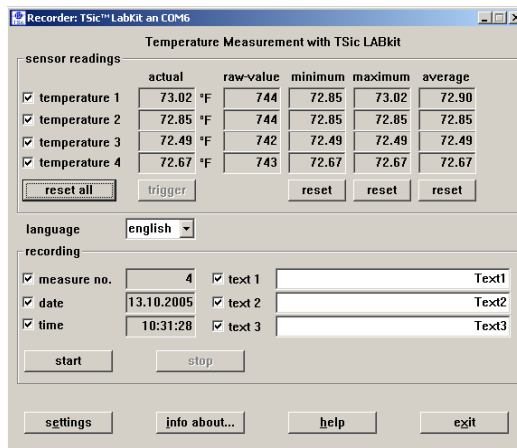 TSic Recorder: TSic™ LabKit an COM6
Temperature Measurement with TSic LABkit
sensor readings
actual raw-value minimum maximum average
temperature 1 73.02 °F 744 72.85 73.02 72.90
temperature 2 72.85 °F 744 72.85 72.85 72.85
temperature 3 72.49 °F 742 72.49 72.49 72.49
temperature 4 72.67 °F 743 72.67 72.67 72.67
reset all trigger reset reset reset
language english
recording
measure no. 4 text 1 Text1
date 13.10.2005 text 2 Text2
time 10:31:28 text 3 Text3
start stop
settings info about... help exit